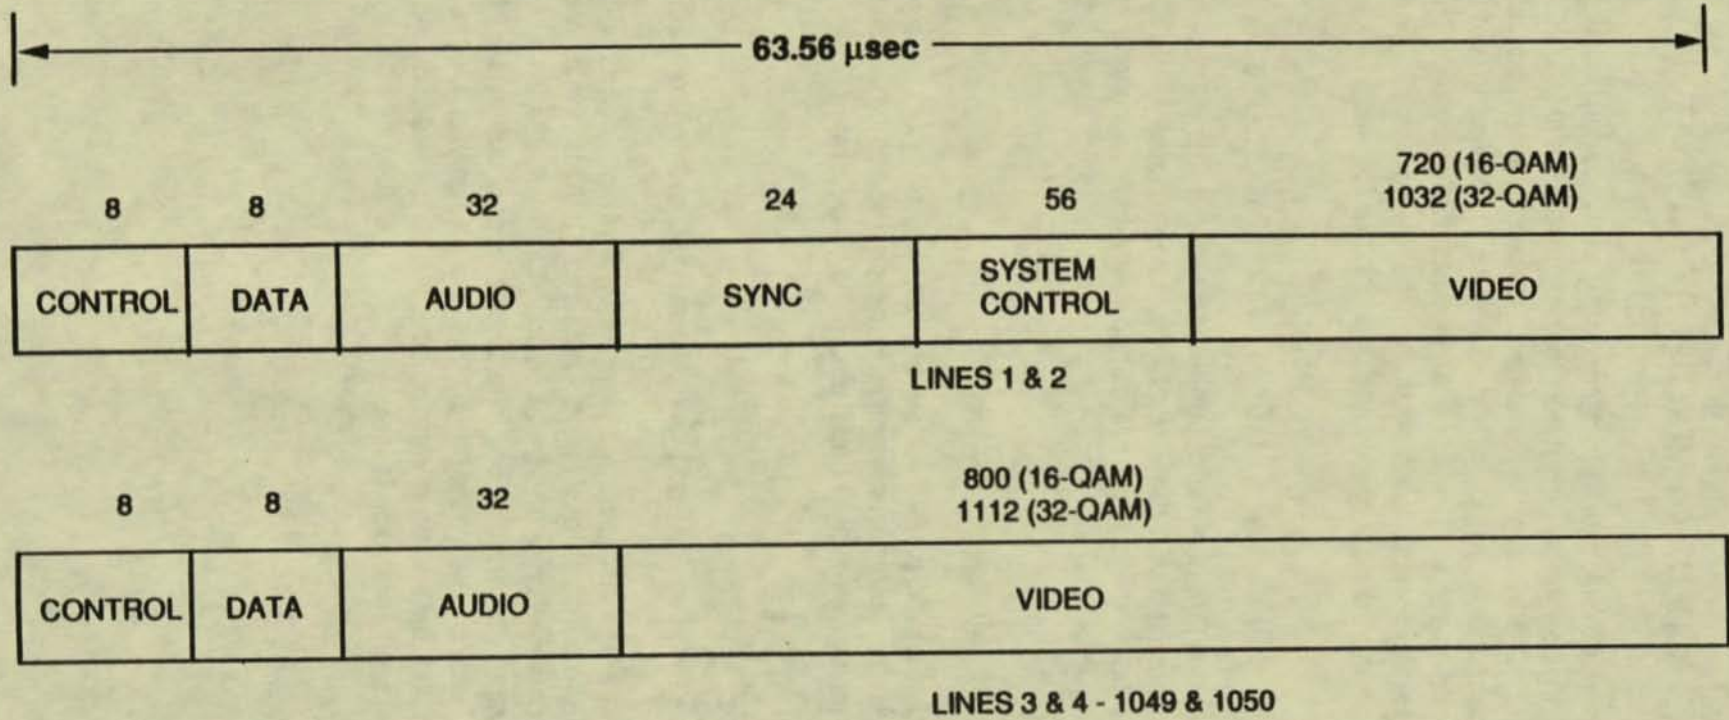 63.56 µsec
8 8 32 24 56 720 (16-QAM)
1032 (32-QAM)
CONTROL DATA AUDIO SYNC SYSTEM CONTROL VIDEO
LINES 1 & 2
8 8 32 800 (16-QAM)
1112 (32-QAM)
CONTROL DATA AUDIO VIDEO
LINES 3 & 4 - 1049 & 1050